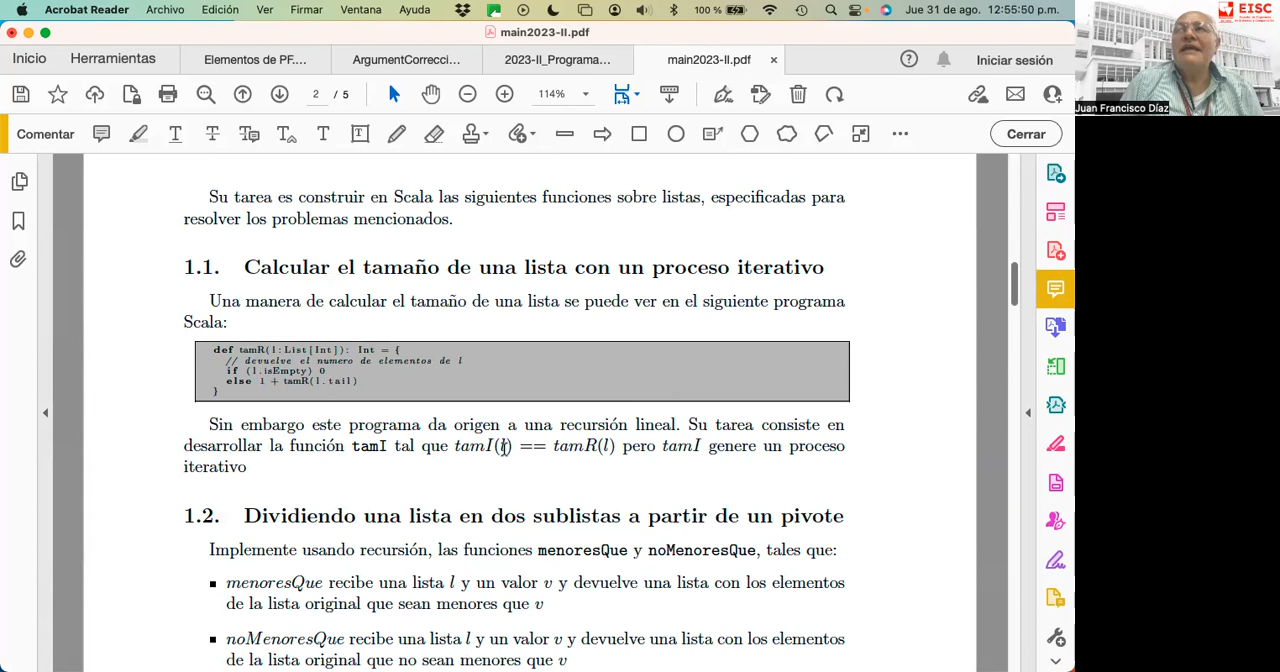 Acrobat Reader Archivo Edición Ver Firmar Ventana Ayuda 100 % Jue 31 de ago. 12:55:50 p.m.
main2023-II.pdf
Inicio Herramientas Elementos de PF.... ArgumentCorrecci... 2023-II_Programa... main2023-II.pdf × Iniciar sesión
2 / 5 114%
Comentar Cerrar
EISC
Juan Francisco Díaz
Su tarea es construir en Scala las siguientes funciones sobre listas, especificadas para
resolver los problemas mencionados.
1.1. Calcular el tamaño de una lista con un proceso iterativo
Una manera de calcular el tamaño de una lista se puede ver en el siguiente programa
Scala:
def tamR(l:List[Int]): Int = {
// devuelve el numero de elementos de l
if (l.isEmpty) 0
else 1 + tamR(l.tail)
}
Sin embargo este programa da origen a una recursión lineal. Su tarea consiste en
desarrollar la función tamI tal que tamI(l) == tamR(l) pero tamI genere un proceso
iterativo
1.2. Dividiendo una lista en dos sublistas a partir de un pivote
Implemente usando recursión, las funciones menoresQue y noMenoresQue, tales que:
▪ menoresQue recibe una lista l y un valor v y devuelve una lista con los elementos
de la lista original que sean menores que v
▪ noMenoresQue recibe una lista l y un valor v y devuelve una lista con los elementos
de la lista original que no sean menores que v